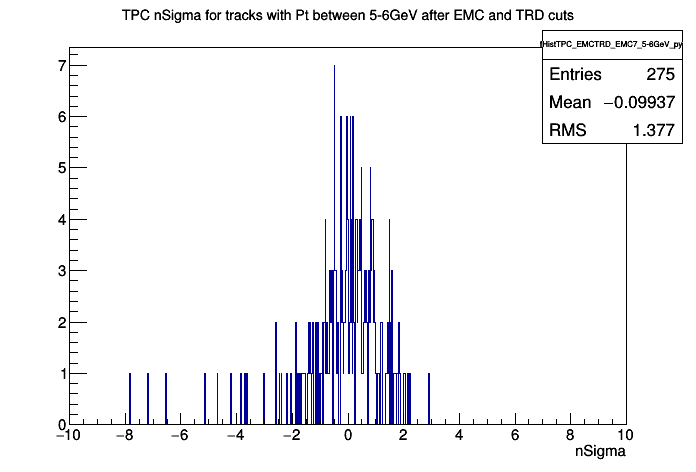 TPC nSigma for tracks with Pt between 5-6GeV after EMC and TRD cuts
HistTPC_EMCTRD_EMC7_5-6GeV_py
Entries 275
Mean −0.09937
RMS 1.377
7
6
5
4
3
2
1
0
−10 −8 −6 −4 −2 0 2 4 6 8 10
nSigma